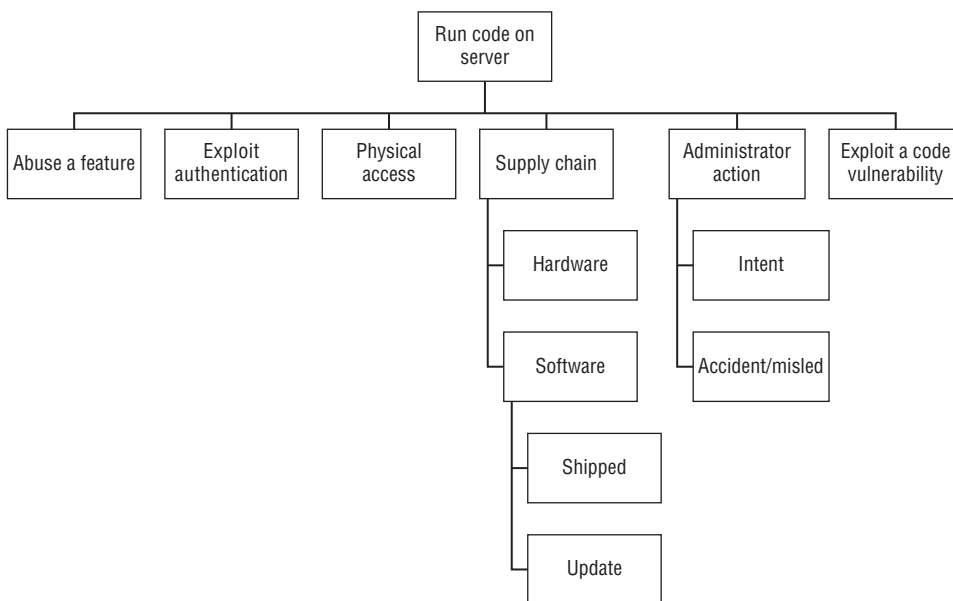 Run code on
server
Abuse a feature
Exploit
authentication
Physical
access
Supply chain
Administrator
action
Exploit a code
vulnerability
Hardware
Intent
Software
Accident/misled
Shipped
Update